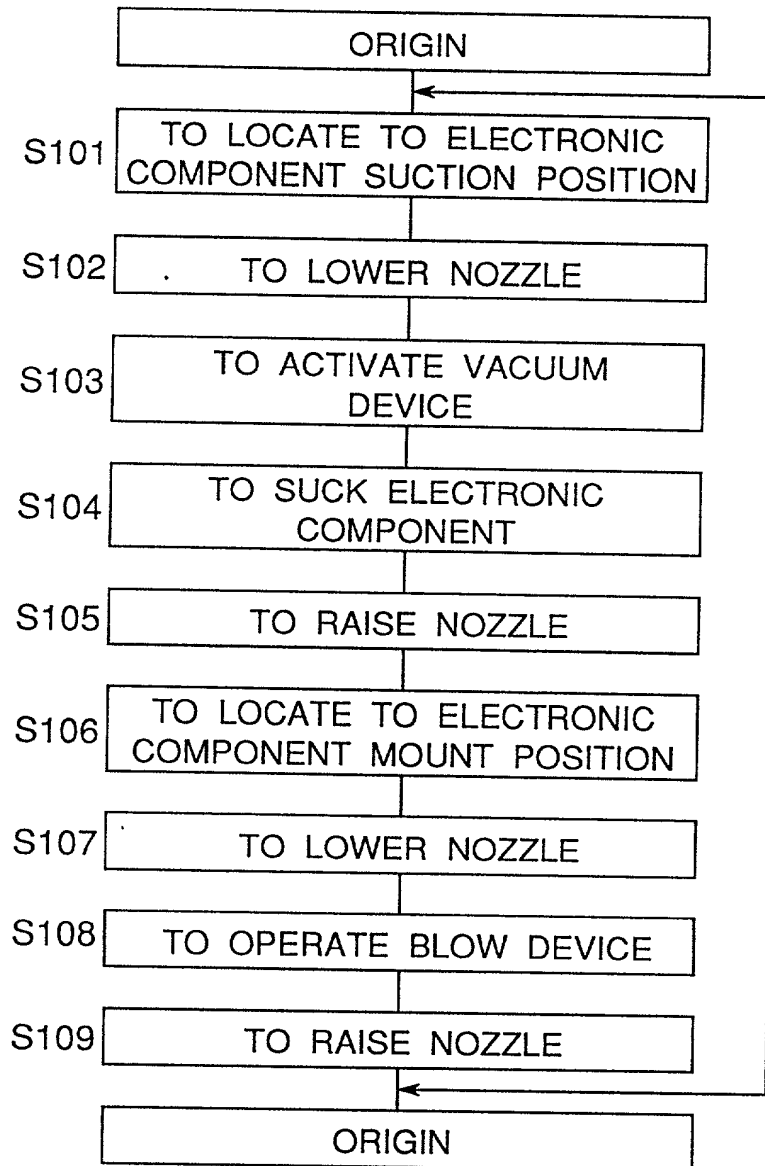 ORIGIN
S101
TO LOCATE TO ELECTRONIC
COMPONENT SUCTION POSITION
S102
TO LOWER NOZZLE
S103
TO ACTIVATE VACUUM
DEVICE
S104
TO SUCK ELECTRONIC
COMPONENT
S105
TO RAISE NOZZLE
S106
TO LOCATE TO ELECTRONIC
COMPONENT MOUNT POSITION
S107
TO LOWER NOZZLE
S108
TO OPERATE BLOW DEVICE
S109
TO RAISE NOZZLE
ORIGIN